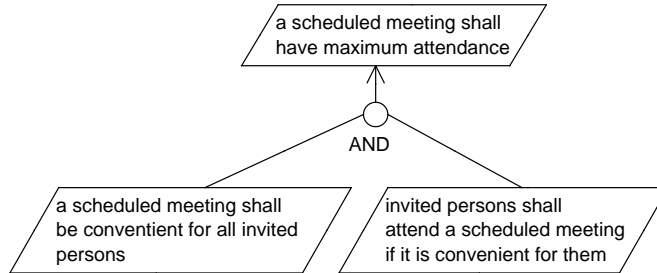 a scheduled meeting shall
have maximum attendance
AND
a scheduled meeting shall
be conventient for all invited
persons
invited persons shall
attend a scheduled meeting
if it is convenient for them